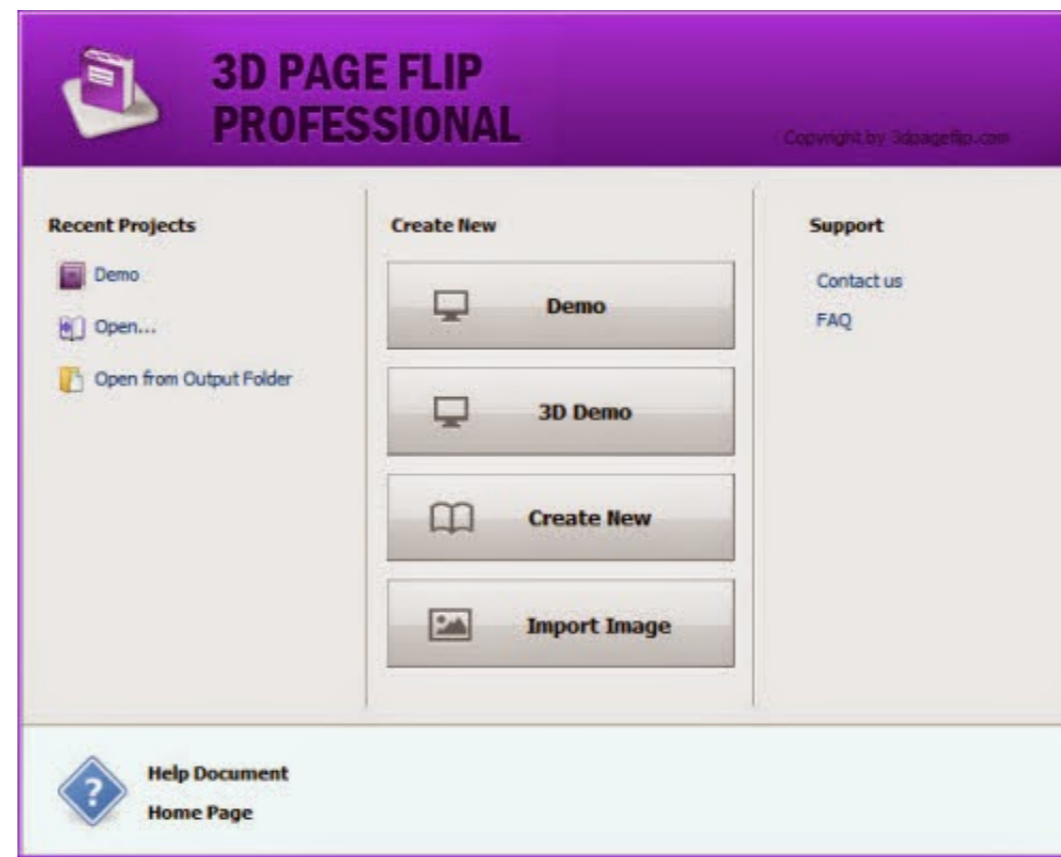 3D PAGE FLIP
PROFESSIONAL
Copyright by 3dpageflip.com
Recent Projects
Demo
Open...
Open from Output Folder
Create New
Demo
3D Demo
Create New
Import Image
Support
Contact us
FAQ
?
Help Document
Home Page